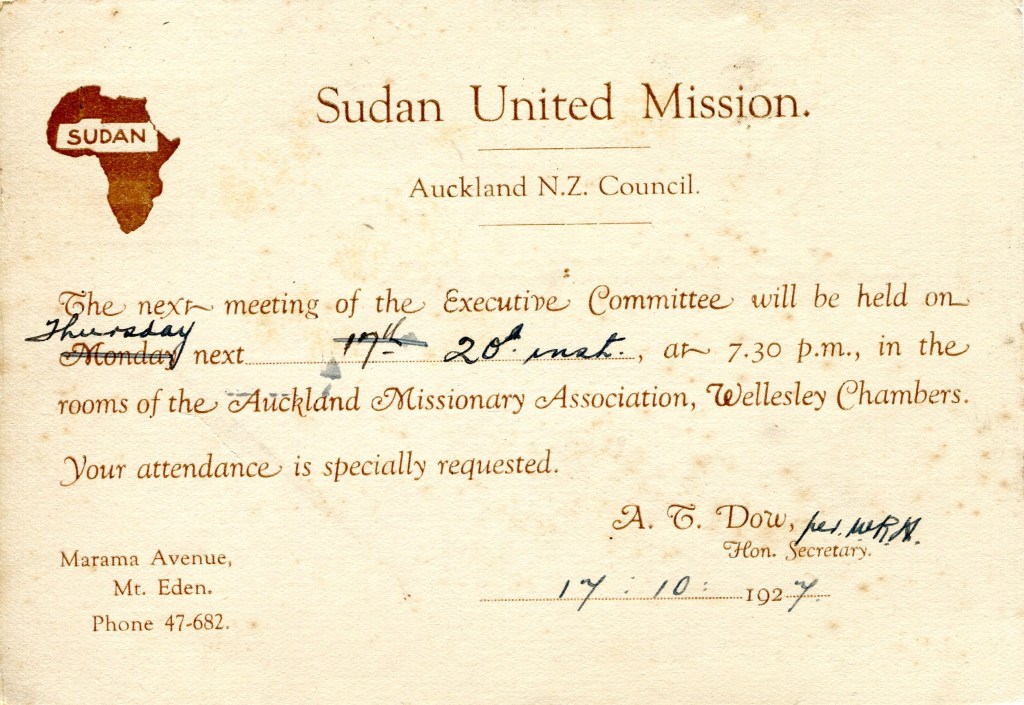 SUDAN
Sudan United Mission.
Auckland N.Z. Council.
The next meeting of the Executive Committee will be held on
Thursday
Monday next 17th 20th inst., at 7.30 p.m., in the
rooms of the Auckland Missionary Association, Wellesley Chambers.
Your attendance is specially requested.
A. T. Dow, per. W.R.H.
Hon. Secretary.
Marama Avenue,
Mt. Eden.
Phone 47-682.
17 : 10 : 1927.